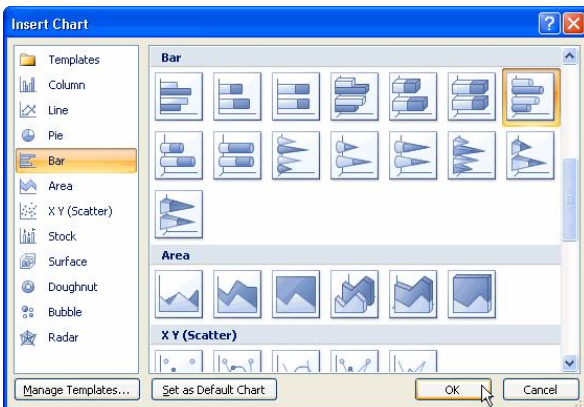 Insert Chart
Templates
Column
Line
Pie
Bar
Area
X Y (Scatter)
Stock
Surface
Doughnut
Bubble
Radar
Bar
Area
X Y (Scatter)
Manage Templates...
Set as Default Chart
OK
Cancel